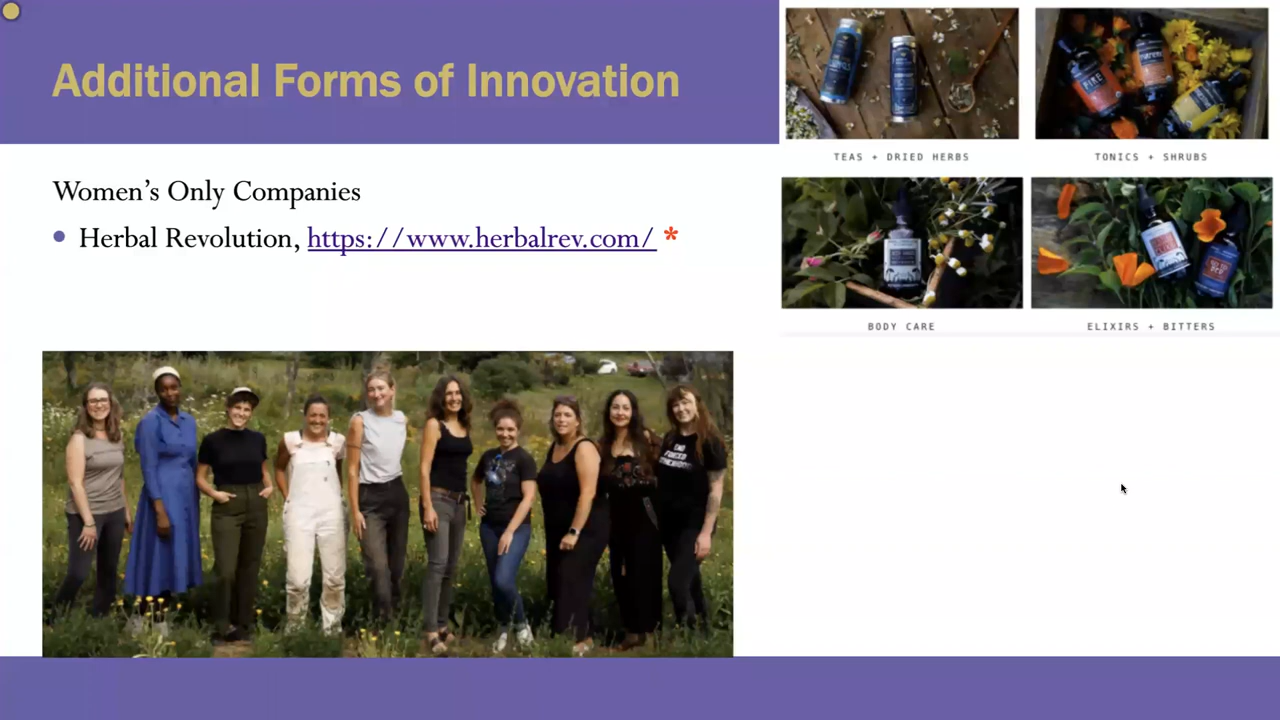 Additional Forms of Innovation
Women's Only Companies
• Herbal Revolution, https://www.herbalrev.com/ *
TEAS + DRIED HERBS
TONICS + SHRUBS
BODY CARE
ELIXIRS + BITTERS
FIRE